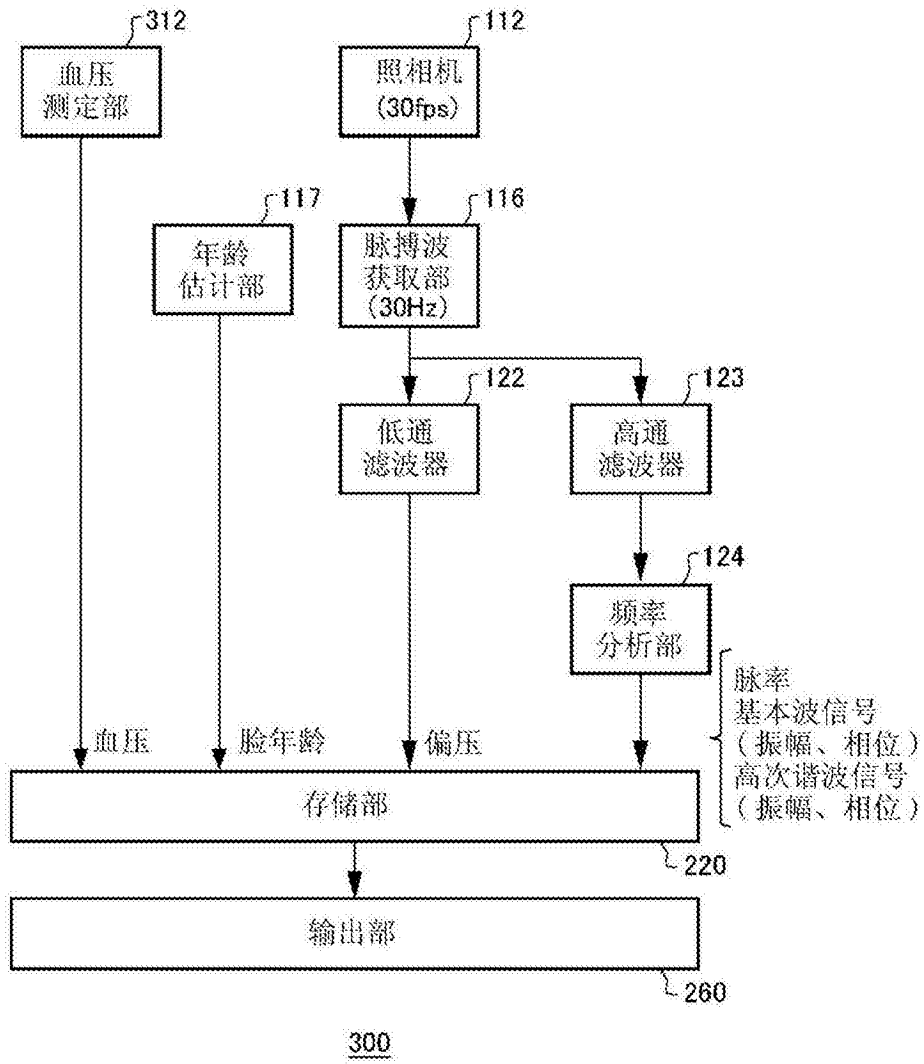 312
血压
测定部
112
照相机
(30fps)
117
年龄
估计部
116
脉搏波
获取部
(30Hz)
122
低通
滤波器
123
高通
滤波器
124
频率
分析部
脉率
基本波信号
(振幅、相位)
高次谐波信号
(振幅、相位)
血压
脸年龄
偏压
存储部
220
输出部
260
300